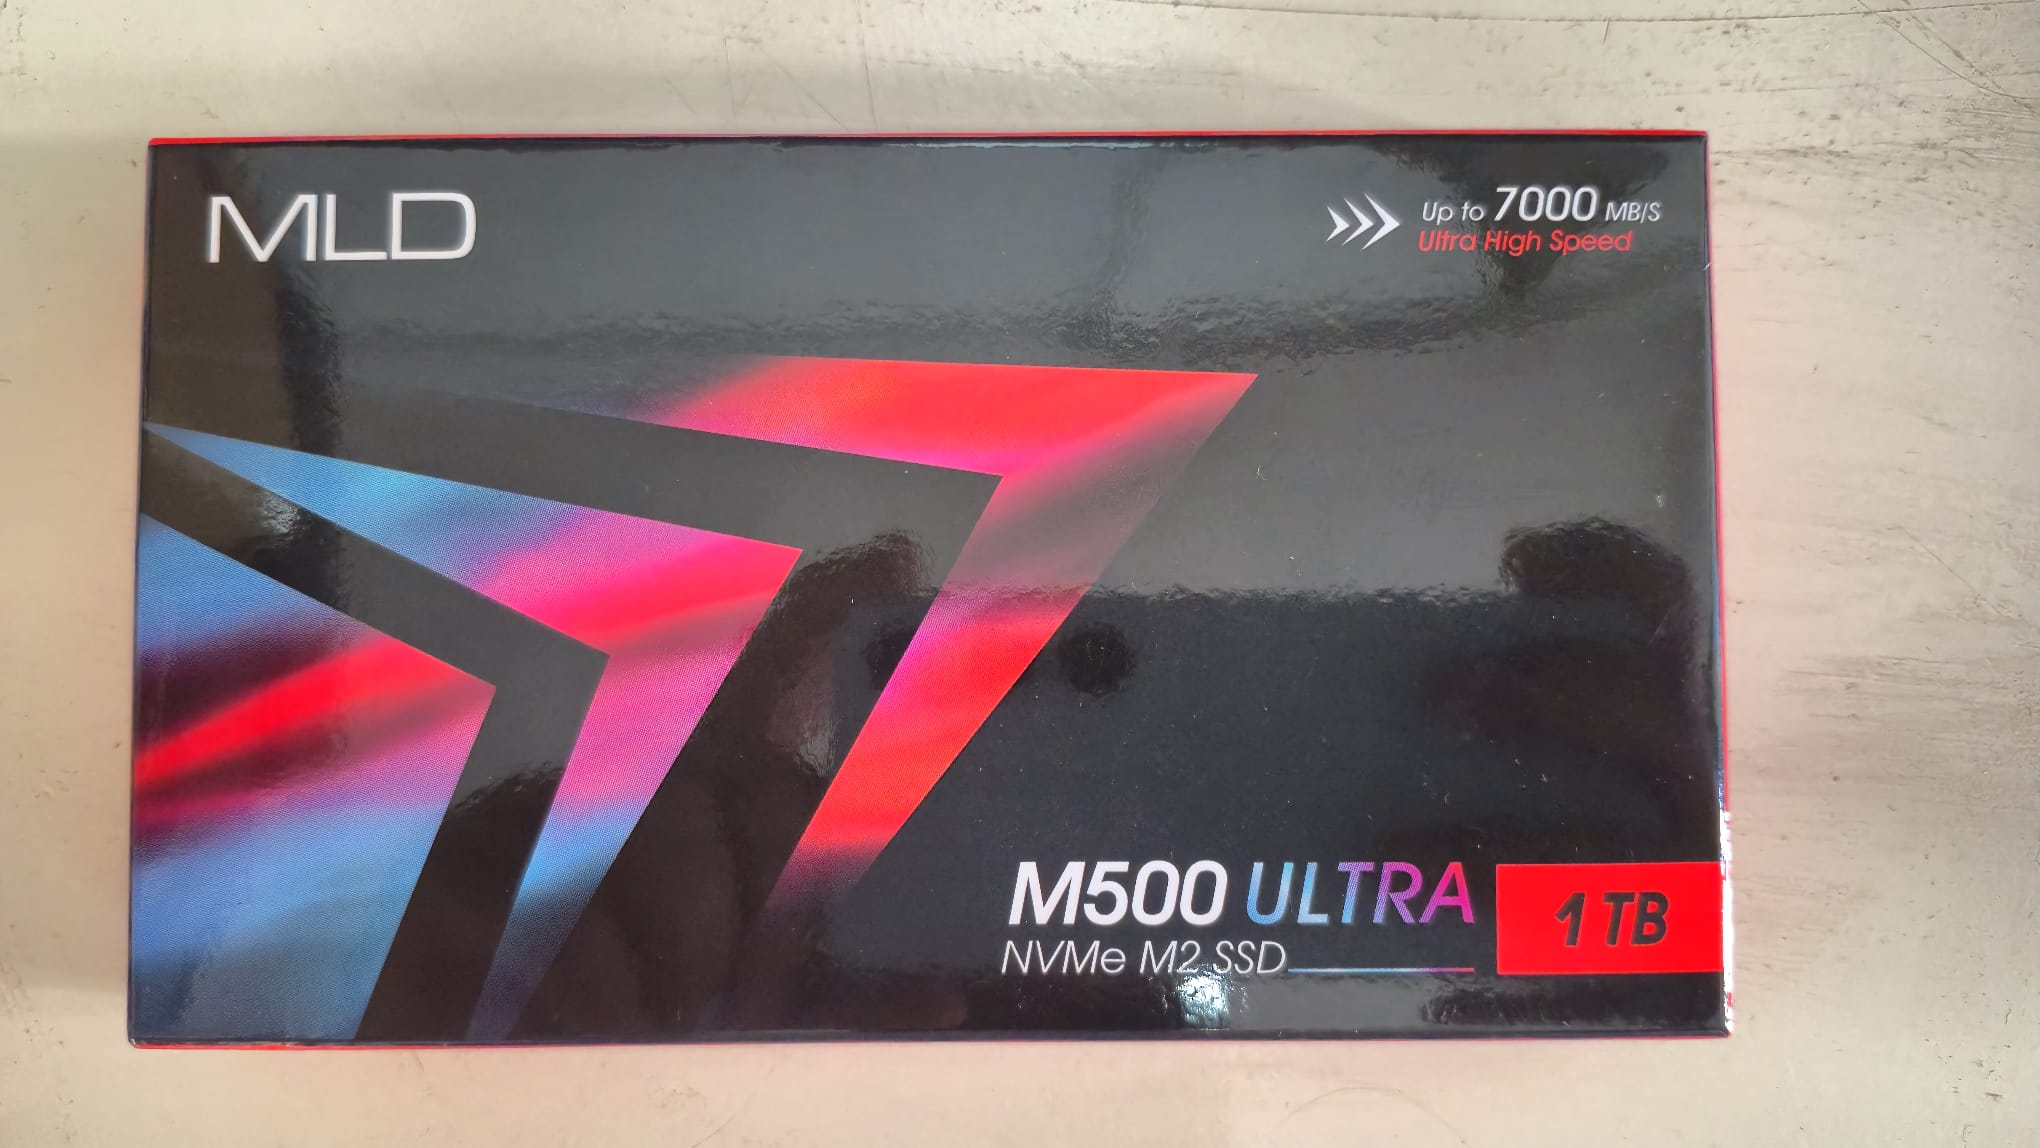 MLD
Up to 7000 MB/S
Ultra High Speed
M500 ULTRA
NVMe M2 SSD
1 TB